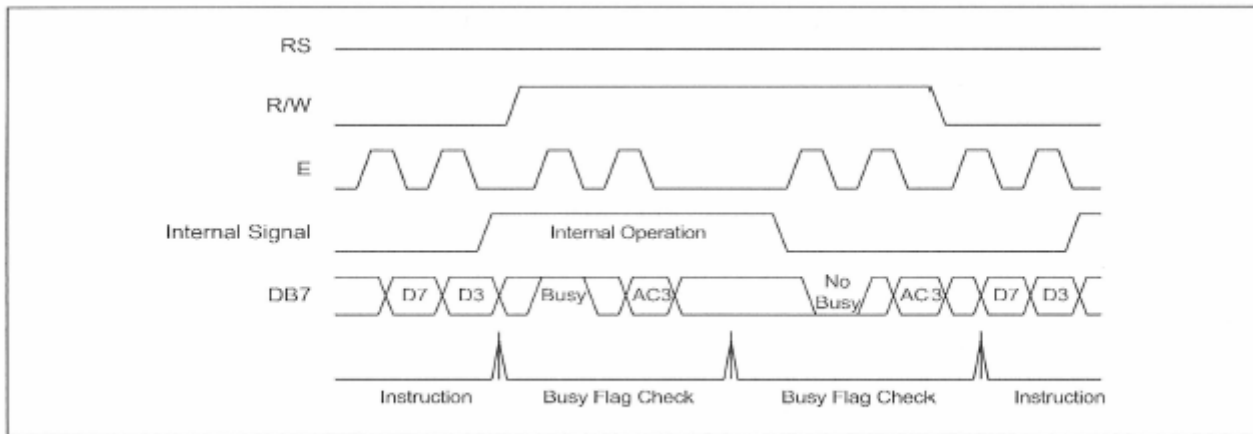 RS
R/W
E
Internal Signal
Internal Operation
DB7
D7
D3
Busy
AC3
No
Busy
AC3
D7
D3
Instruction
Busy Flag Check
Busy Flag Check
Instruction